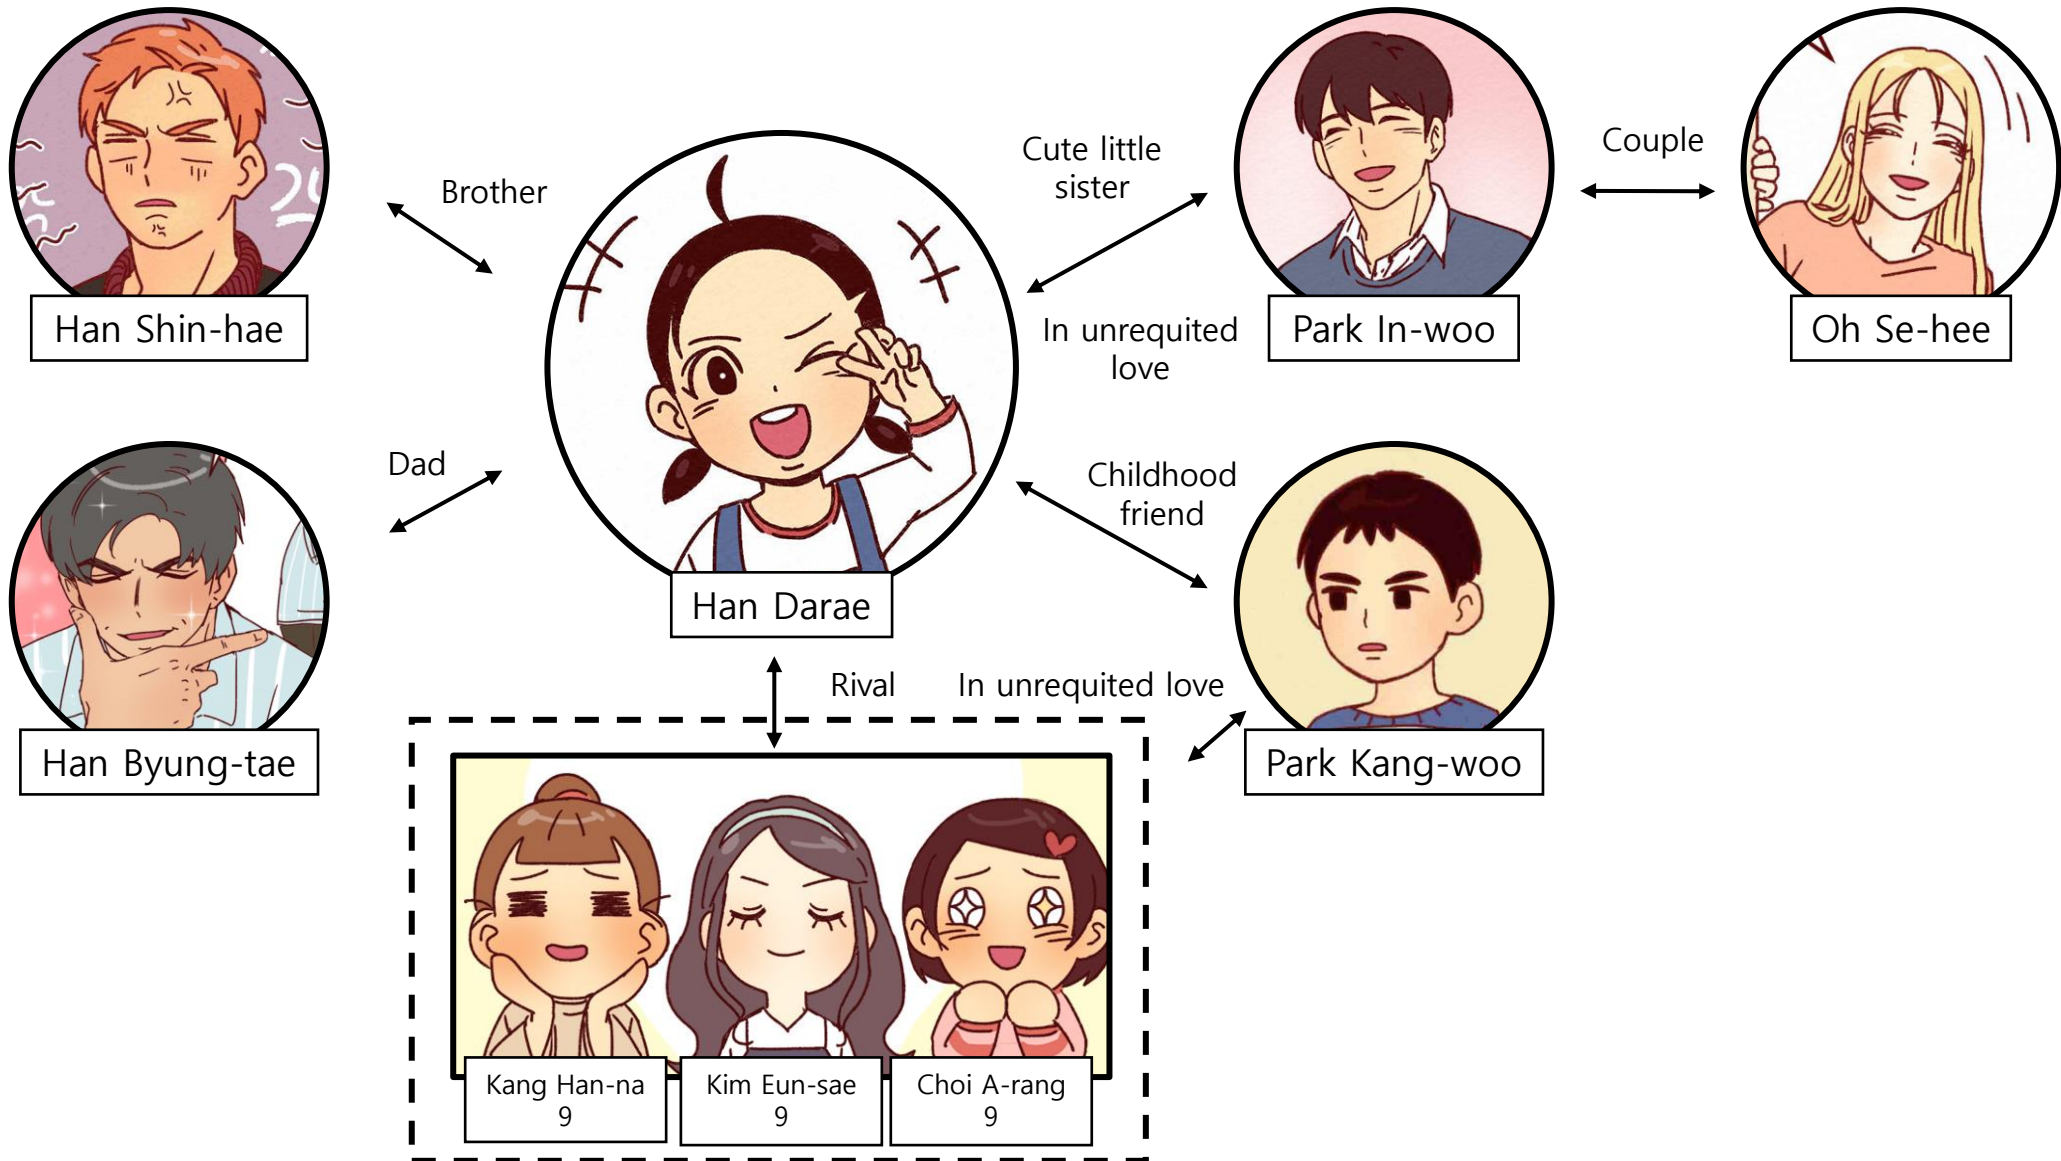 Cute little
sister
Couple
Brother
Han Shin-hae
In unrequited
love
Park In-woo
Oh Se-hee
Dad
Childhood
friend
Han Darae
Han Byung-tae
Rival
In unrequited love
Park Kang-woo
Kang Han-na
9
Kim Eun-sae
9
Choi A-rang
9